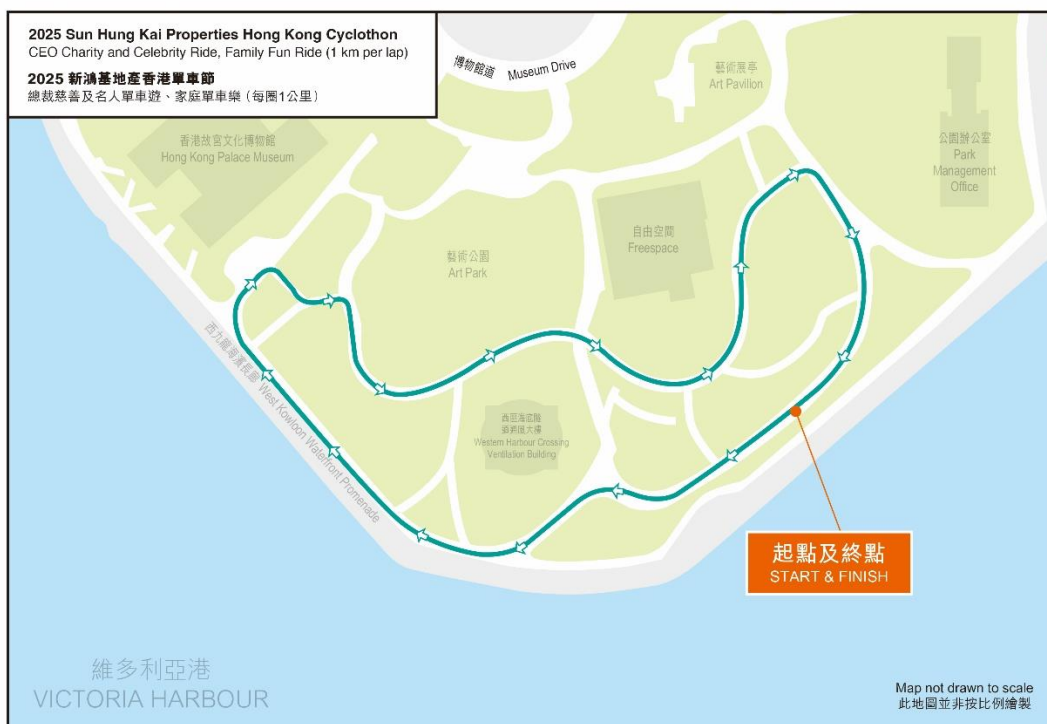 2025 Sun Hung Kai Properties Hong Kong Cyclothon
CEO Charity and Celebrity Ride, Family Fun Ride (1 km per lap)
2025 新鴻基地產香港單車節
總裁慈善及名人單車遊、家庭單車樂（每圈1公里）
博物館道 Museum Drive
藝術展亭
Art Pavilion
香港故宮文化博物館
Hong Kong Palace Museum
公園辦公室
Park
Management
Office
自由空間
Freespace
藝術公園
Art Park
西九龍海濱長廊 West Kowloon Waterfront Promenade
西區海底隧
道通風大樓
Western Harbour Crossing
Ventilation Building
起點及終點
START & FINISH
維多利亞港
VICTORIA HARBOUR
Map not drawn to scale
此地圖並非按比例繪製